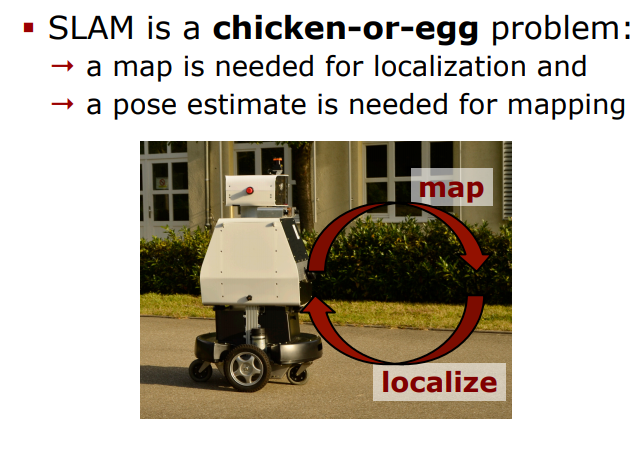 ▪ SLAM is a chicken-or-egg problem:
→ a map is needed for localization and
→ a pose estimate is needed for mapping
map
localize